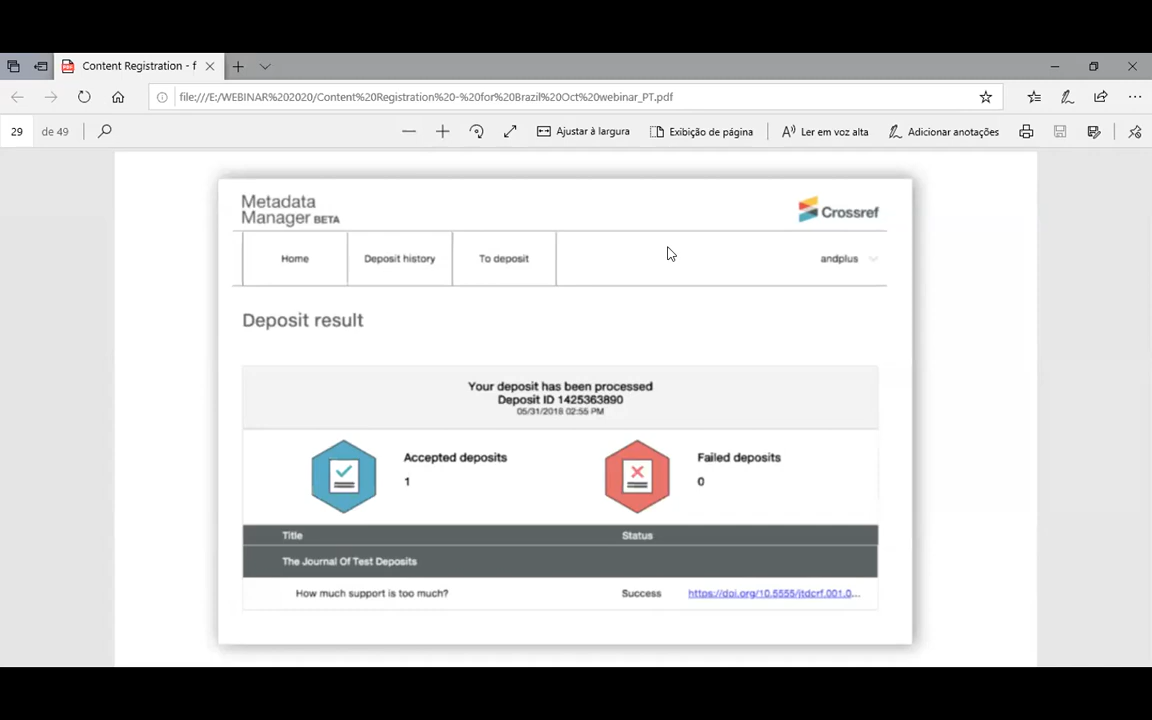 Content Registration - f
file:///E:/WEBINAR%202020/Content%20Registration%20-%20for%20Brazil%20Oct%20webinar_PT.pdf
29 de 49 Ajustar à largura Exibição de página Ler em voz alta Adicionar anotações
Metadata
Manager BETA
Crossref
Home Deposit history To deposit andplus
Deposit result
Your deposit has been processed
Deposit ID 1425363890
05/31/2018 02:55 PM
Accepted deposits Failed deposits
1 0
Title Status
The Journal Of Test Deposits
How much support is too much? Success https://doi.org/10.5555/jtdcrf.001.0...